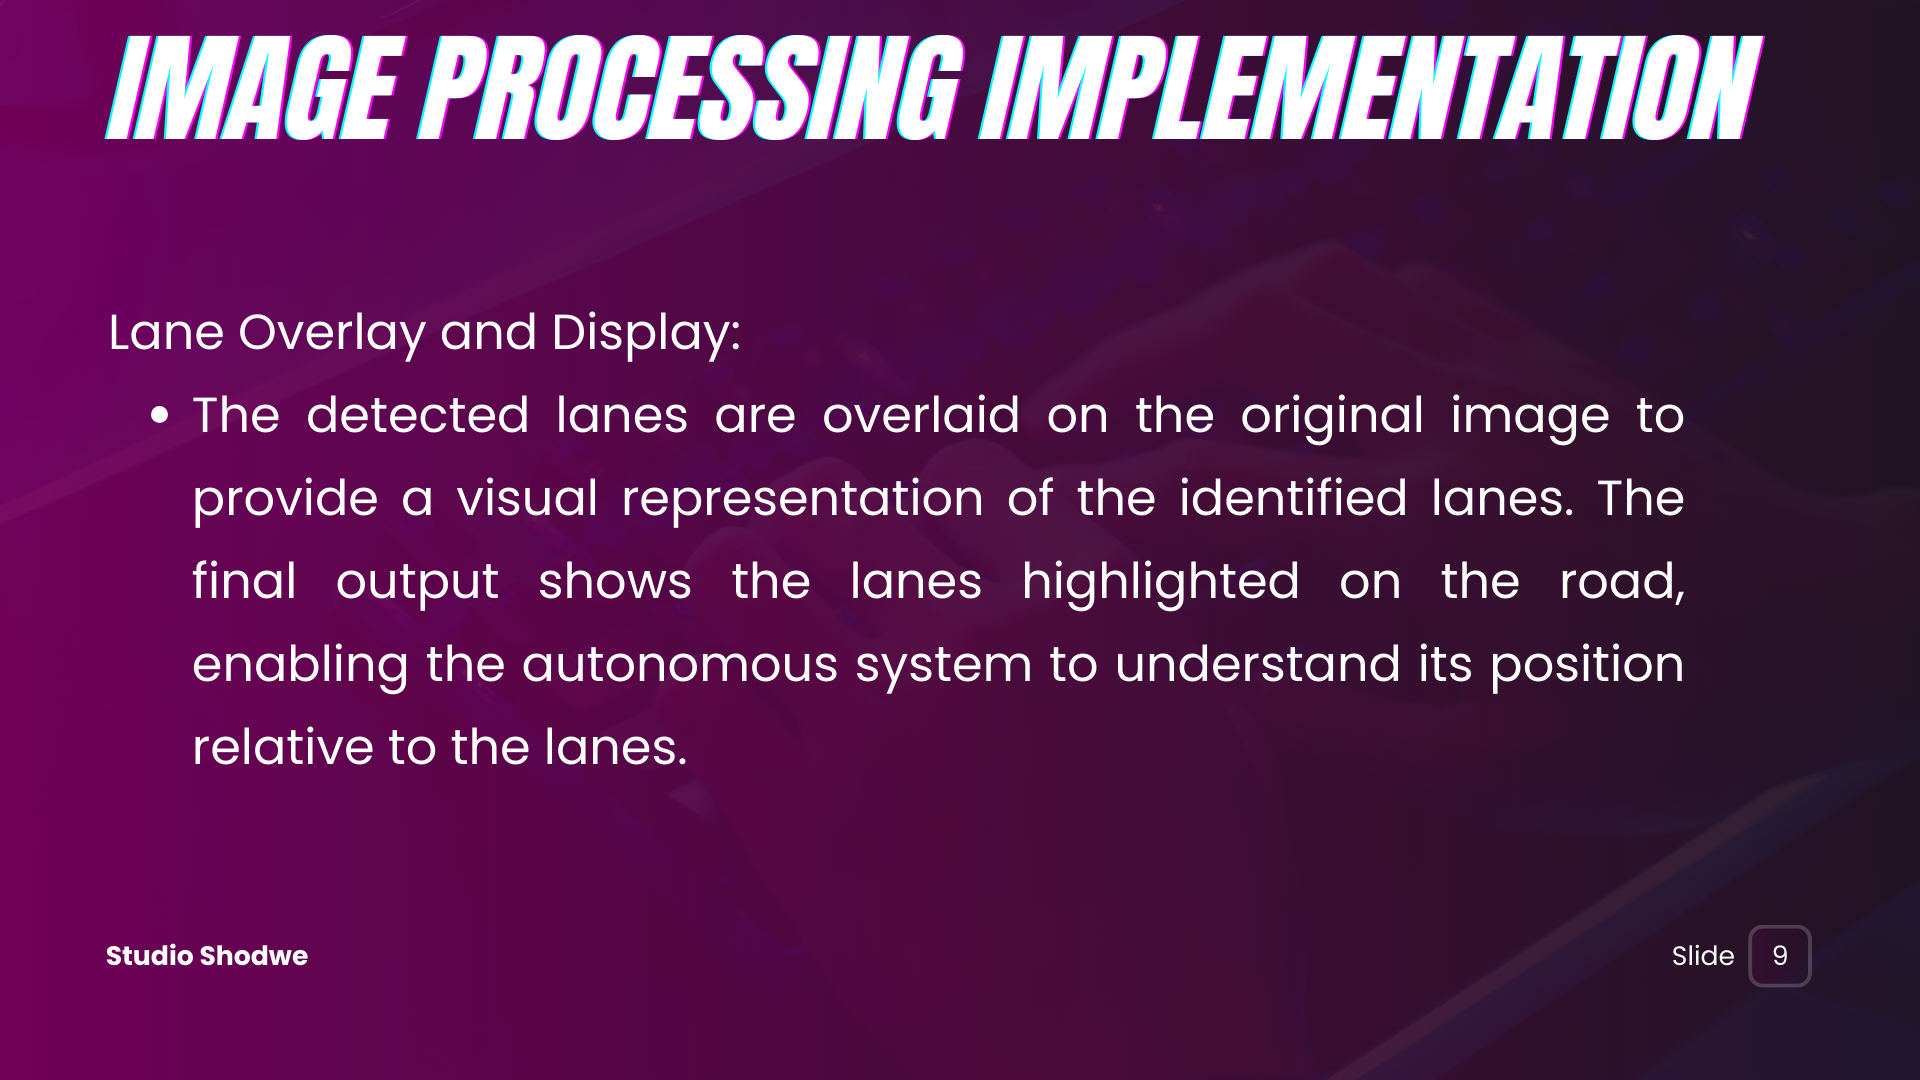 IMAGE PROCESSING IMPLEMENTATION
Lane Overlay and Display:
• The detected lanes are overlaid on the original image to
provide a visual representation of the identified lanes. The
final output shows the lanes highlighted on the road,
enabling the autonomous system to understand its position
relative to the lanes.
Studio Shodwe
Slide 9